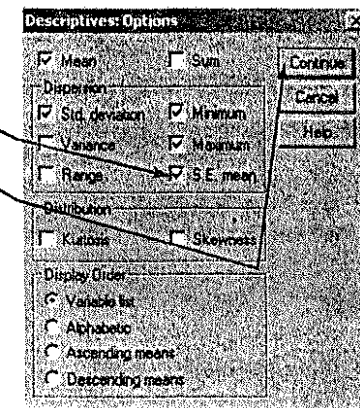 Descriptives: Options
Mean Sum Continue
Dispersion Cancel
Std. deviation Minimum Help
Variance Maximum
Range S.E. mean
Distribution
Kurtosis Skewness
Display Order
Variable list
Alphabetic
Ascending means
Descending means